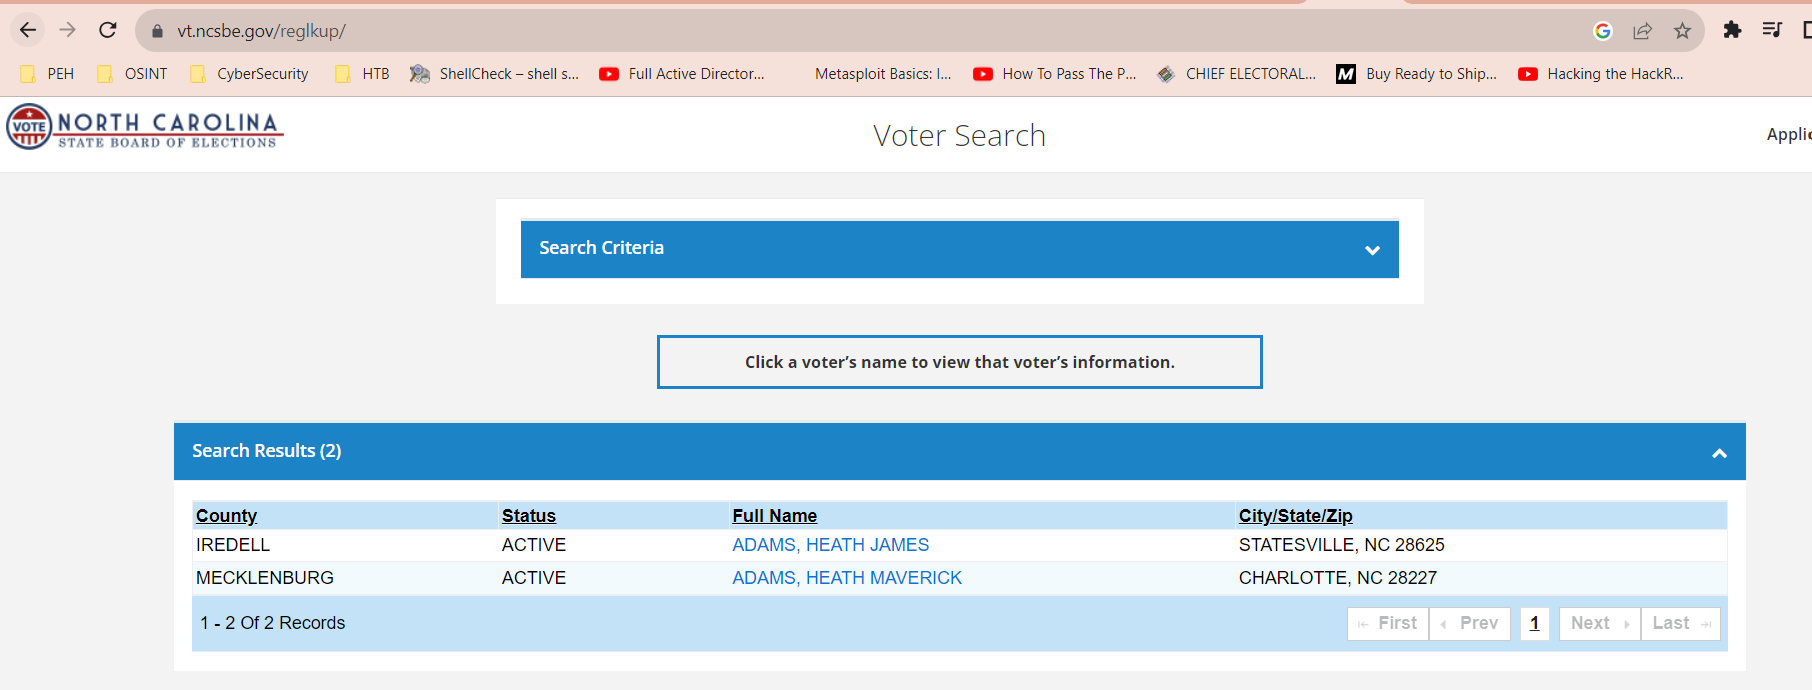 vt.ncsbe.gov/reglkup/
PEH OSINT CyberSecurity HTB ShellCheck – shell s... Full Active Director... Metasploit Basics: I... How To Pass The P... CHIEF ELECTORAL... Buy Ready to Ship... Hacking the HackR...
VOTE NORTH CAROLINA
STATE BOARD OF ELECTIONS
Voter Search
Search Criteria
Click a voter’s name to view that voter’s information.
Search Results (2)
County Status Full Name City/State/Zip
IREDELL ACTIVE ADAMS, HEATH JAMES STATESVILLE, NC 28625
MECKLENBURG ACTIVE ADAMS, HEATH MAVERICK CHARLOTTE, NC 28227
1 - 2 Of 2 Records First Prev 1 Next Last